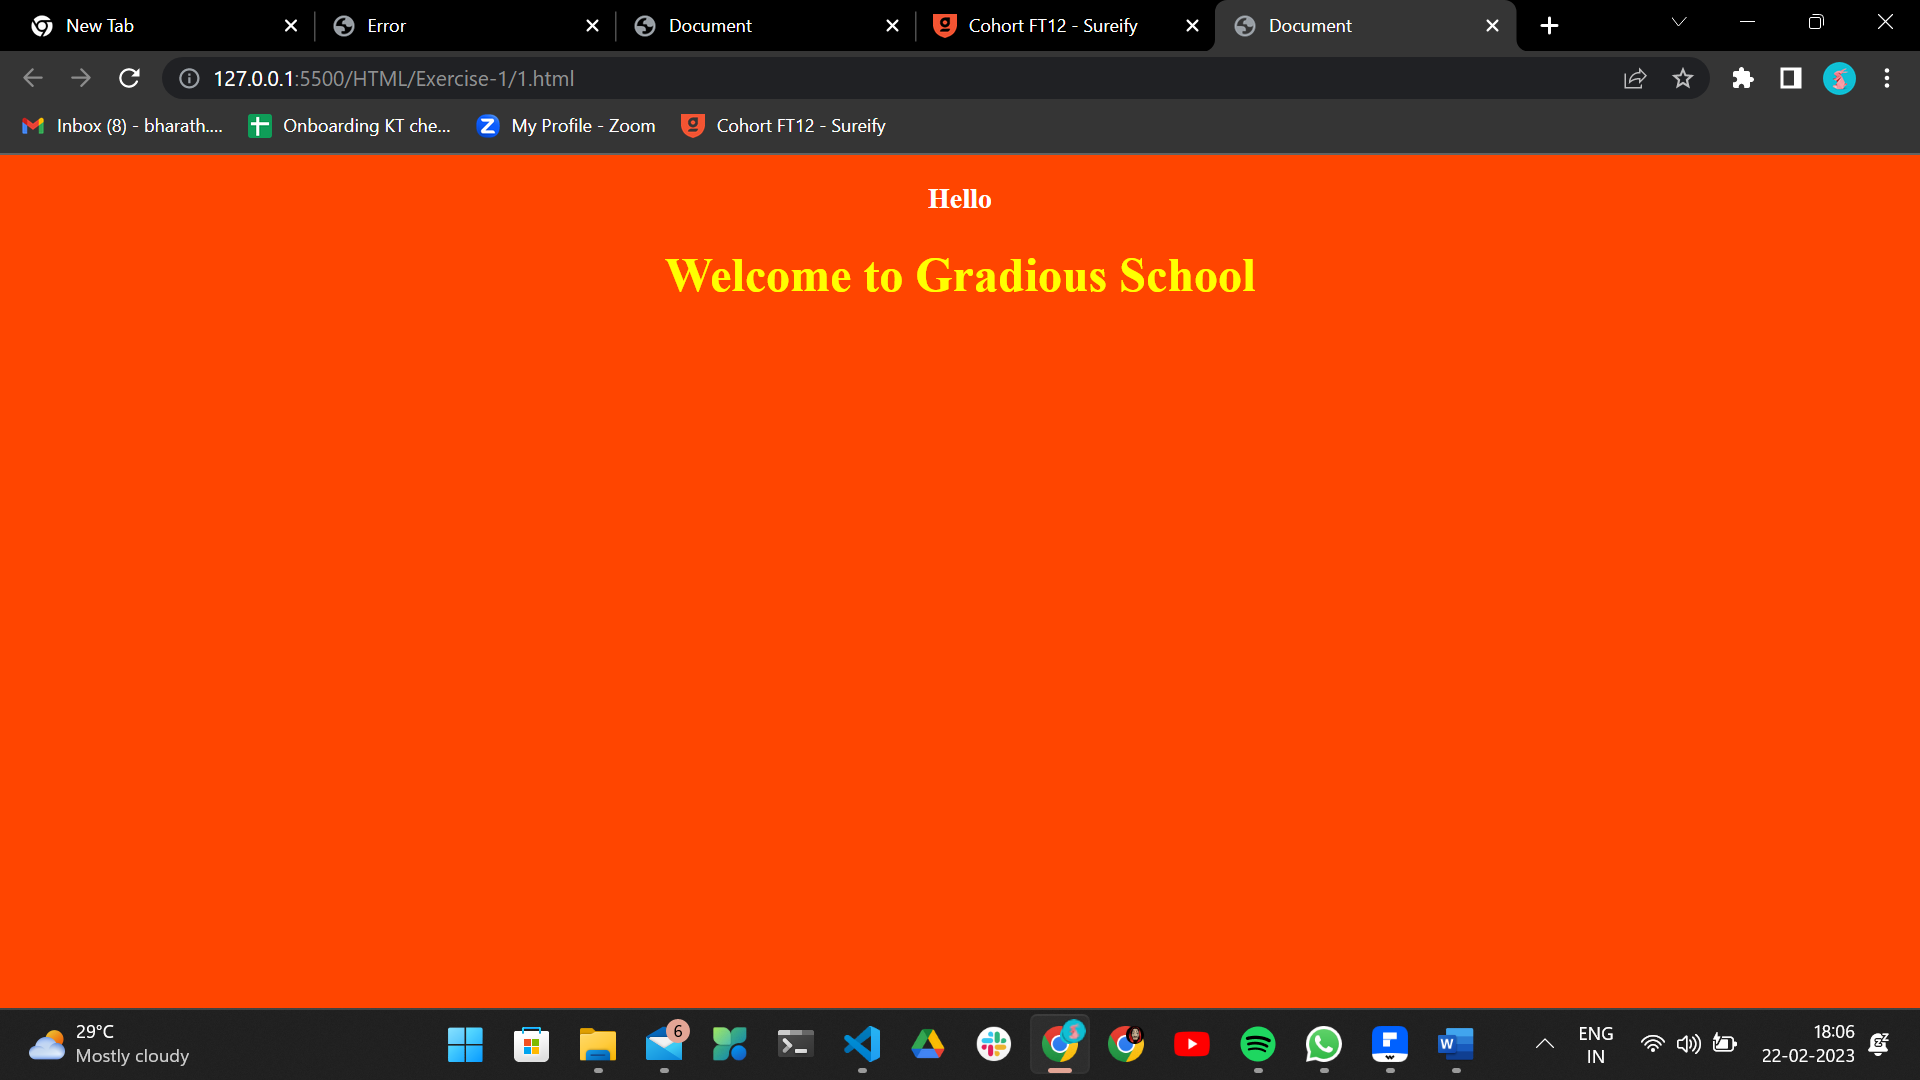 New Tab
Error
Document
Cohort FT12 - Sureify
Document
127.0.0.1:5500/HTML/Exercise-1/1.html
Inbox (8) - bharath....
Onboarding KT che...
My Profile - Zoom
Cohort FT12 - Sureify
Hello
Welcome to Gradious School
29°C
Mostly cloudy
6
ENG
IN
18:06
22-02-2023